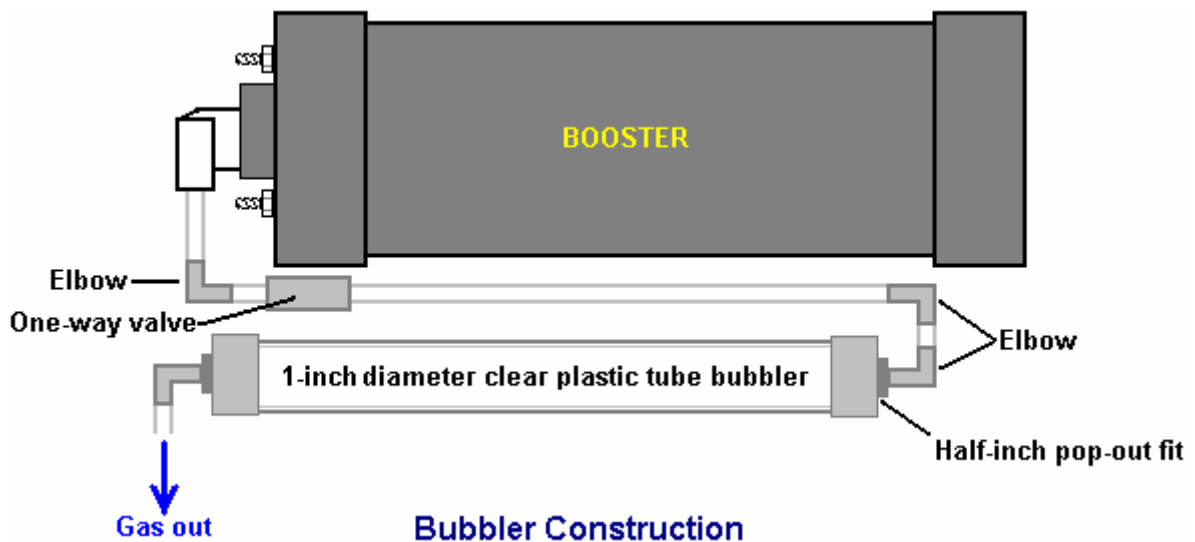 BOOSTER
Elbow
One-way valve
Elbow
1-inch diameter clear plastic tube bubbler
Half-inch pop-out fit
Gas out
Bubbler Construction